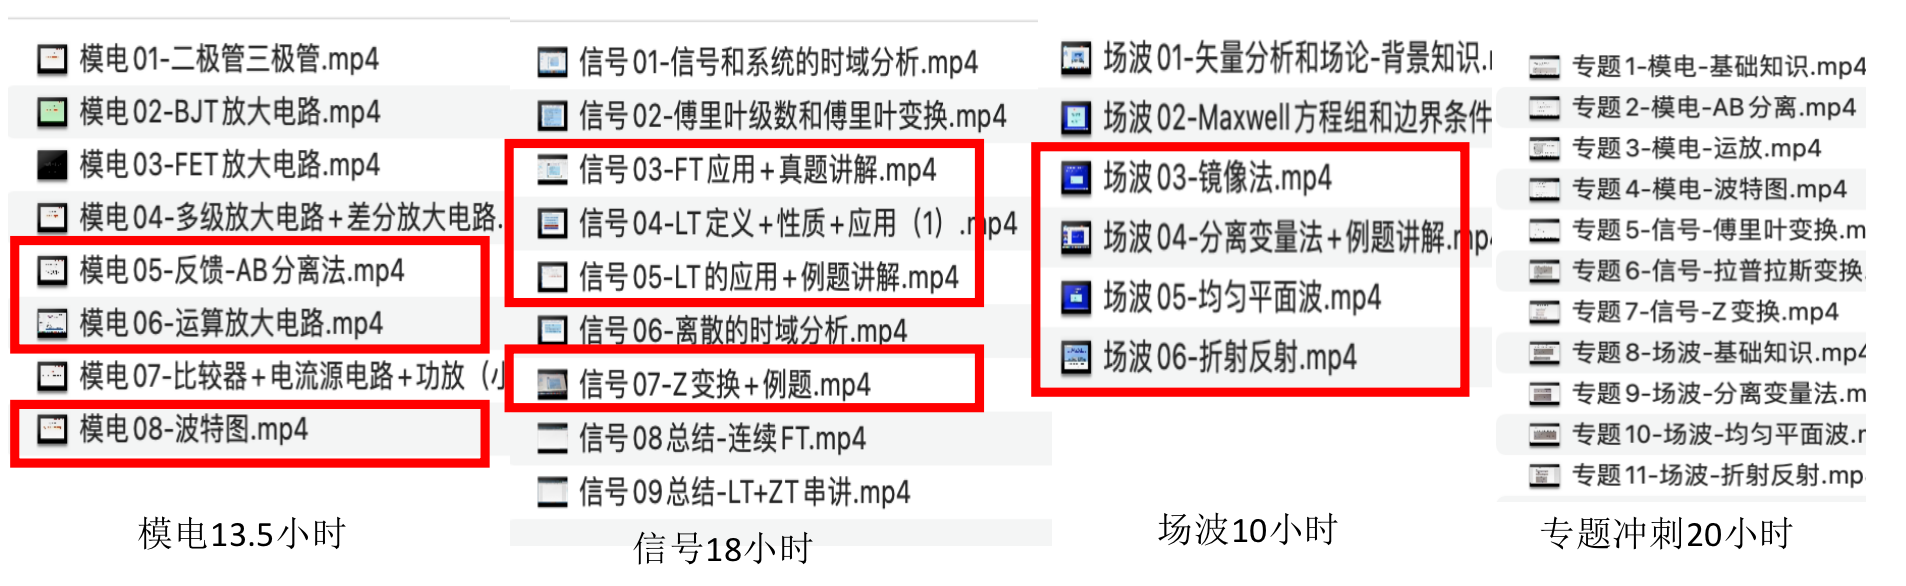 模电01-二极管三极管.mp4
模电02-BJT放大电路.mp4
模电03-FET放大电路.mp4
模电04-多级放大电路+差分放大电路.
模电05-反馈-AB分离法.mp4
模电06-运算放大电路.mp4
模电07-比较器+电流源电路+功放（小
模电08-波特图.mp4
模电13.5小时
信号01-信号和系统的时域分析.mp4
信号02-傅里叶级数和傅里叶变换.mp4
信号03-FT应用+真题讲解.mp4
信号04-LT定义+性质+应用（1）.mp4
信号05-LT的应用+例题讲解.mp4
信号06-离散的时域分析.mp4
信号07-Z变换+例题.mp4
信号08总结-连续FT.mp4
信号09总结-LT+ZT串讲.mp4
信号18小时
场波01-矢量分析和场论-背景知识.
场波02-Maxwell方程组和边界条件
场波03-镜像法.mp4
场波04-分离变量法+例题讲解.mp4
场波05-均匀平面波.mp4
场波06-折射反射.mp4
场波10小时
专题1-模电-基础知识.mp4
专题2-模电-AB分离.mp4
专题3-模电-运放.mp4
专题4-模电-波特图.mp4
专题5-信号-傅里叶变换.m
专题6-信号-拉普拉斯变换.
专题7-信号-Z变换.mp4
专题8-场波-基础知识.mp4
专题9-场波-分离变量法.m
专题10-场波-均匀平面波.
专题11-场波-折射反射.mp
专题冲刺20小时